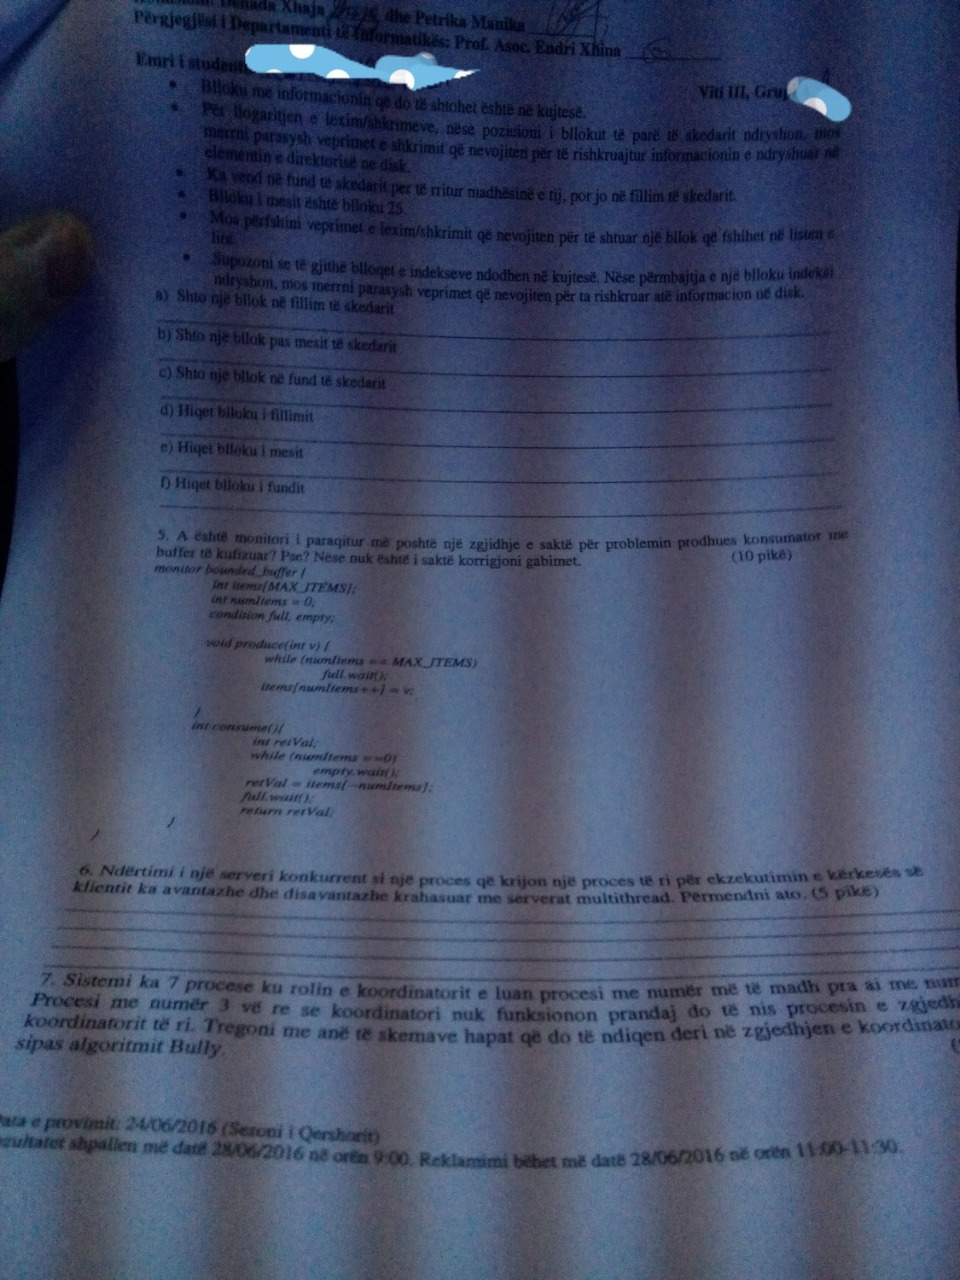 Denada Xhaja dhe Petrika Manika
Përgjegjësi i Departamenti të Informatikës: Prof. Asoc. Endri Xhina
Emri i studenti
Viti III, Grup
• Blloku me informacionin që do të shtohet është në kujtesë.
• Për llogaritjen e lexim/shkrimeve, nëse pozicioni i bllokut të parë të skedarit ndryshon, mos
merrni parasysh veprimet e shkrimit që nevojiten për të rishkruajtur informacionin e ndryshuar në
elementin e direktorisë ne disk.
• Ka vend në fund të skedarit per të rritur madhësinë e tij, por jo në fillim të skedarit.
• Blloku i mesit është blloku 25.
• Mos përfshini veprimet e lexim/shkrimit që nevojiten për të shtuar një bllok që fshihet në listen e
lirë.
• Supozoni se të gjithë blloqet e indekseve ndodhen në kujtesë. Nëse përmbajtja e një blloku indeksi
ndryshon, mos merrni parasysh veprimet që nevojiten për ta rishkruar atë informacion në disk.
a) Shto një bllok në fillim të skedarit
b) Shto një bllok pas mesit të skedarit
c) Shto një bllok në fund të skedarit
d) Hiqet blloku i fillimit
e) Hiqet blloku i mesit
f) Hiqet blloku i fundit
5. A është monitori i paraqitur më poshtë një zgjidhje e saktë për problemin prodhues konsumator me
buffer të kufizuar? Pse? Nëse nuk është i saktë korrigjoni gabimet. (10 pikë)
monitor bounded_buffer {
int items[MAX_ITEMS];
int numItems = 0;
condition full, empty;
void produce(int v) {
while (numItems == MAX_ITEMS)
full.wait();
items[numItems++] = v;
}
int consume(){
int retVal;
while (numItems ==0)
empty.wait();
retVal = items[--numItems];
full.wait();
return retVal;
}
}
6. Ndërtimi i një serveri konkurrent si një proces që krijon një proces të ri për ekzekutimin e kërkesës së
klientit ka avantazhe dhe disavantazhe krahasuar me serverat multithread. Përmendni ato. (5 pikë)
7. Sistemi ka 7 procese ku rolin e koordinatorit e luan procesi me numër më të madh pra ai me num
Procesi me numër 3 vë re se koordinatori nuk funksionon prandaj do të nis procesin e zgjedh
koordinatorit të ri. Tregoni me anë të skemave hapat që do të ndiqen deri në zgjedhjen e koordinato
sipas algoritmit Bully.
ata e provimit: 24/06/2016 (Sezoni i Qershorit)
ezultatet shpallen më datë 28/06/2016 në orën 9:00. Reklamimi bëhet më datë 28/06/2016 në orën 11:00-11:30.